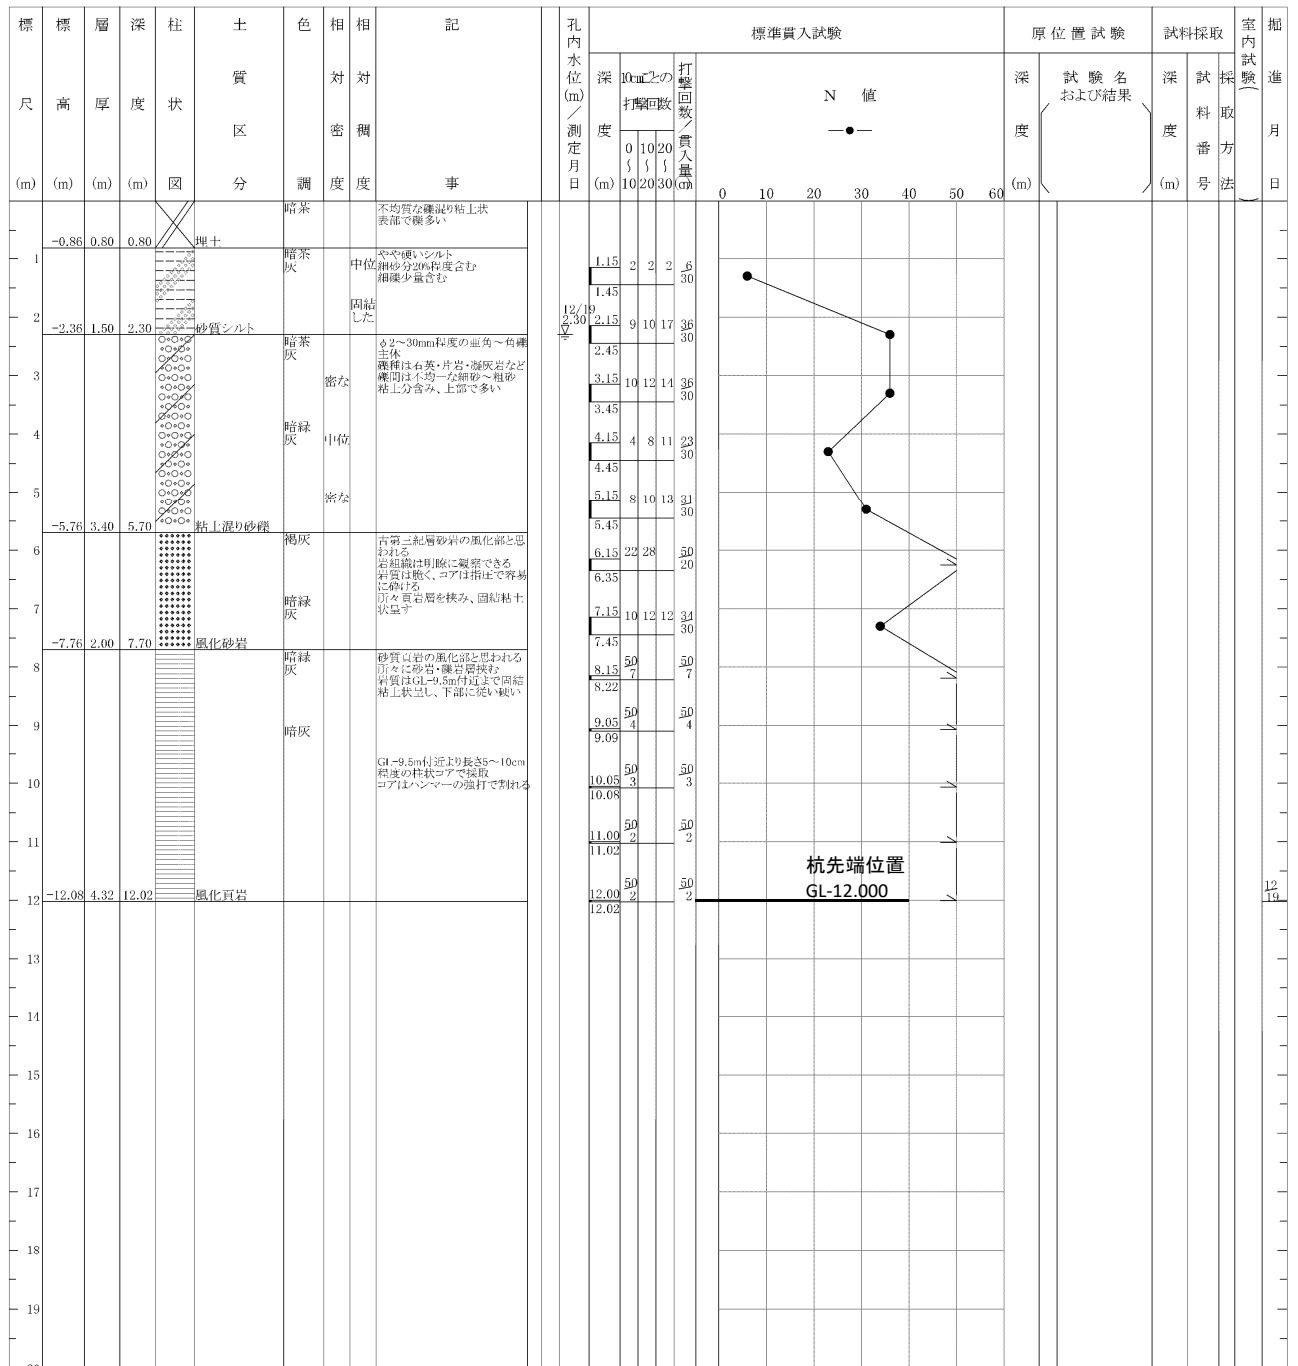 標尺(m)
標高(m)
層厚(m)
深度(m)
柱状図
土質区分
色調
相対密度
相対稠度
記事
孔内水位(m)／測定月日
標準貫入試験
深度(m)
10cmごとの
打撃回数
0〜10
10〜20
20〜30
打撃回数／貫入量(cm)
N 値
0 10 20 30 40 50 60
原位置試験
深度(m)
試験名
および結果
試料採取
深度(m)
試料番号
採取方法
室内試験( )
掘進月日
-0.86 0.80 0.80 埋土
暗茶
不均質な礫混り粘土状
表部で礫多い
-2.36 1.50 2.30 砂質シルト
暗茶灰
中位
固結した
やや硬いシルト
細砂分20%程度含む
細礫少量含む
12/19
2.30
-5.76 3.40 5.70 粘土混り砂礫
暗茶灰
暗緑灰
密な
中位
密な
φ2〜30mm程度の亜角〜角礫
主体
礫種は石英・片岩・凝灰岩など
礫間は不均一な細砂〜粗砂
粘土分含み、上部で多い
-7.76 2.00 7.70 風化砂岩
褐灰
暗緑灰
古第三紀層砂岩の風化部と思
われる
岩組織は明瞭に観察できる
岩質は脆く、コアは指圧で容易
に砕ける
所々頁岩層を挟み、固結粘土
状呈す
-12.08 4.32 12.02 風化頁岩
暗緑灰
暗灰
砂質頁岩の風化部と思われる
所々に砂岩・礫岩層挟む
岩質はGL-9.5m付近まで固結
粘土状呈し、下部に従い硬い
GL-9.5m付近より長さ5〜10cm
程度の柱状コアで採取
コアはハンマーの強打で割れる
1.15 2 2 2 6/30
1.45
2.15 9 10 17 36/30
2.45
3.15 10 12 14 36/30
3.45
4.15 4 8 11 23/30
4.45
5.15 8 10 13 31/30
5.45
6.15 22 28 50/20
6.35
7.15 10 12 12 34/30
7.45
8.15 50/7 50/7
8.22
9.05 50/4 50/4
9.09
10.05 50/3 50/3
10.08
11.00 50/2 50/2
11.02
12.00 50/2 50/2
12.02
杭先端位置
GL-12.000
12/19
1
2
3
4
5
6
7
8
9
10
11
12
13
14
15
16
17
18
19